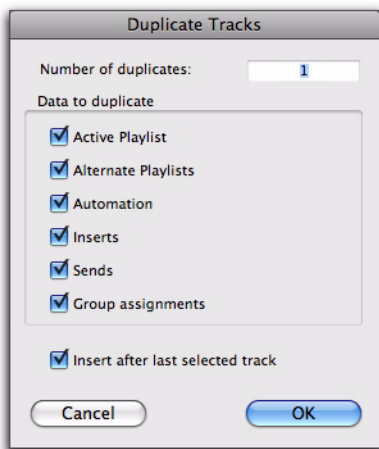 Duplicate Tracks
Number of duplicates: 1
Data to duplicate
Active Playlist
Alternate Playlists
Automation
Inserts
Sends
Group assignments
Insert after last selected track
Cancel OK